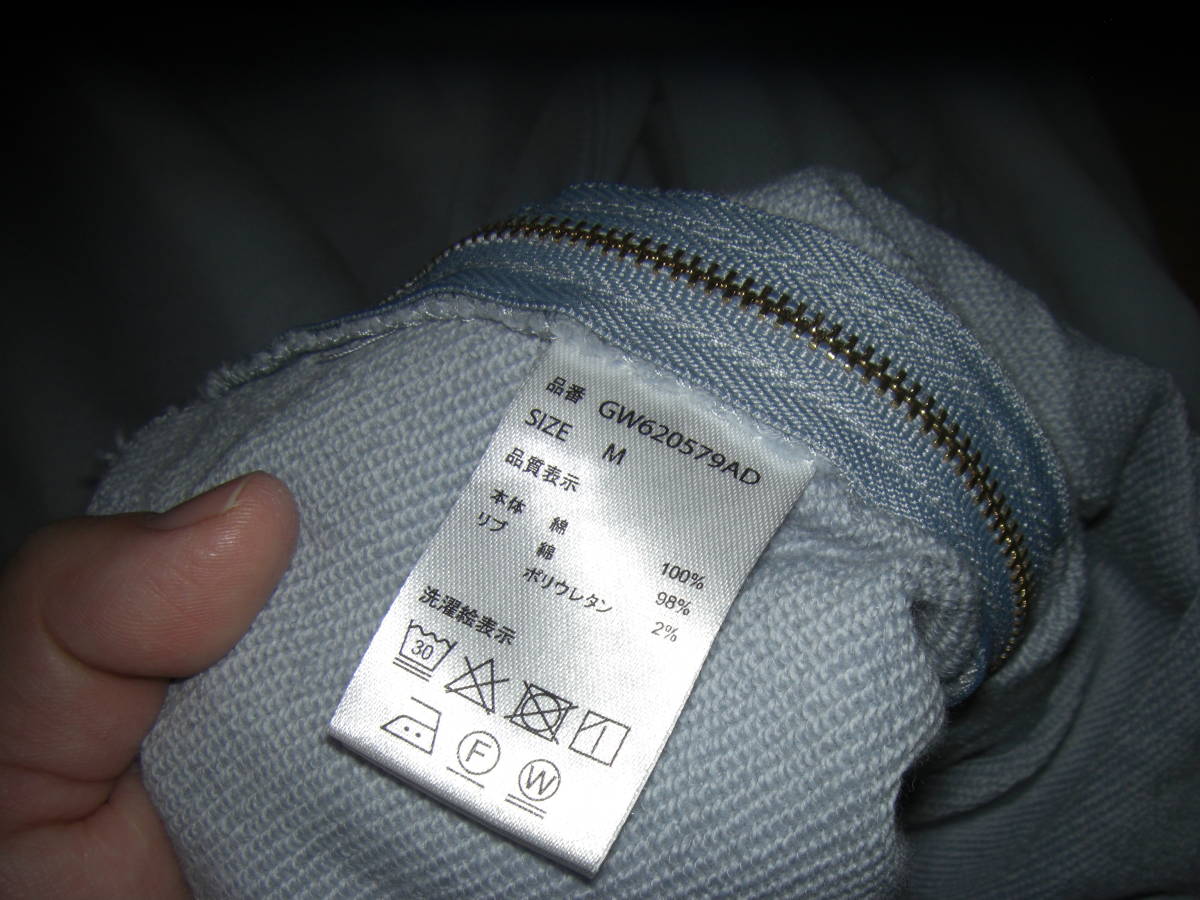 品番 GW620579AD
SIZE M
品質表示
本体 綿 100%
リブ 綿 98%
ポリウレタン 2%
洗濯絵表示
30
F W